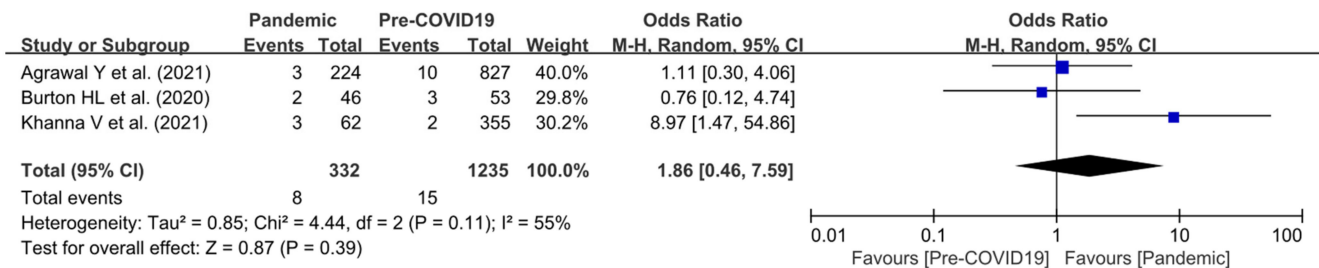 Pandemic Pre-COVID19 Odds Ratio Odds Ratio
Study or Subgroup Events Total Events Total Weight M-H, Random, 95% CI M-H, Random, 95% CI
Agrawal Y et al. (2021) 3 224 10 827 40.0% 1.11 [0.30, 4.06]
Burton HL et al. (2020) 2 46 3 53 29.8% 0.76 [0.12, 4.74]
Khanna V et al. (2021) 3 62 2 355 30.2% 8.97 [1.47, 54.86]
Total (95% CI) 332 1235 100.0% 1.86 [0.46, 7.59]
Total events 8 15
Heterogeneity: Tau² = 0.85; Chi² = 4.44, df = 2 (P = 0.11); I² = 55%
Test for overall effect: Z = 0.87 (P = 0.39)
0.01 0.1 1 10 100
Favours [Pre-COVID19] Favours [Pandemic]